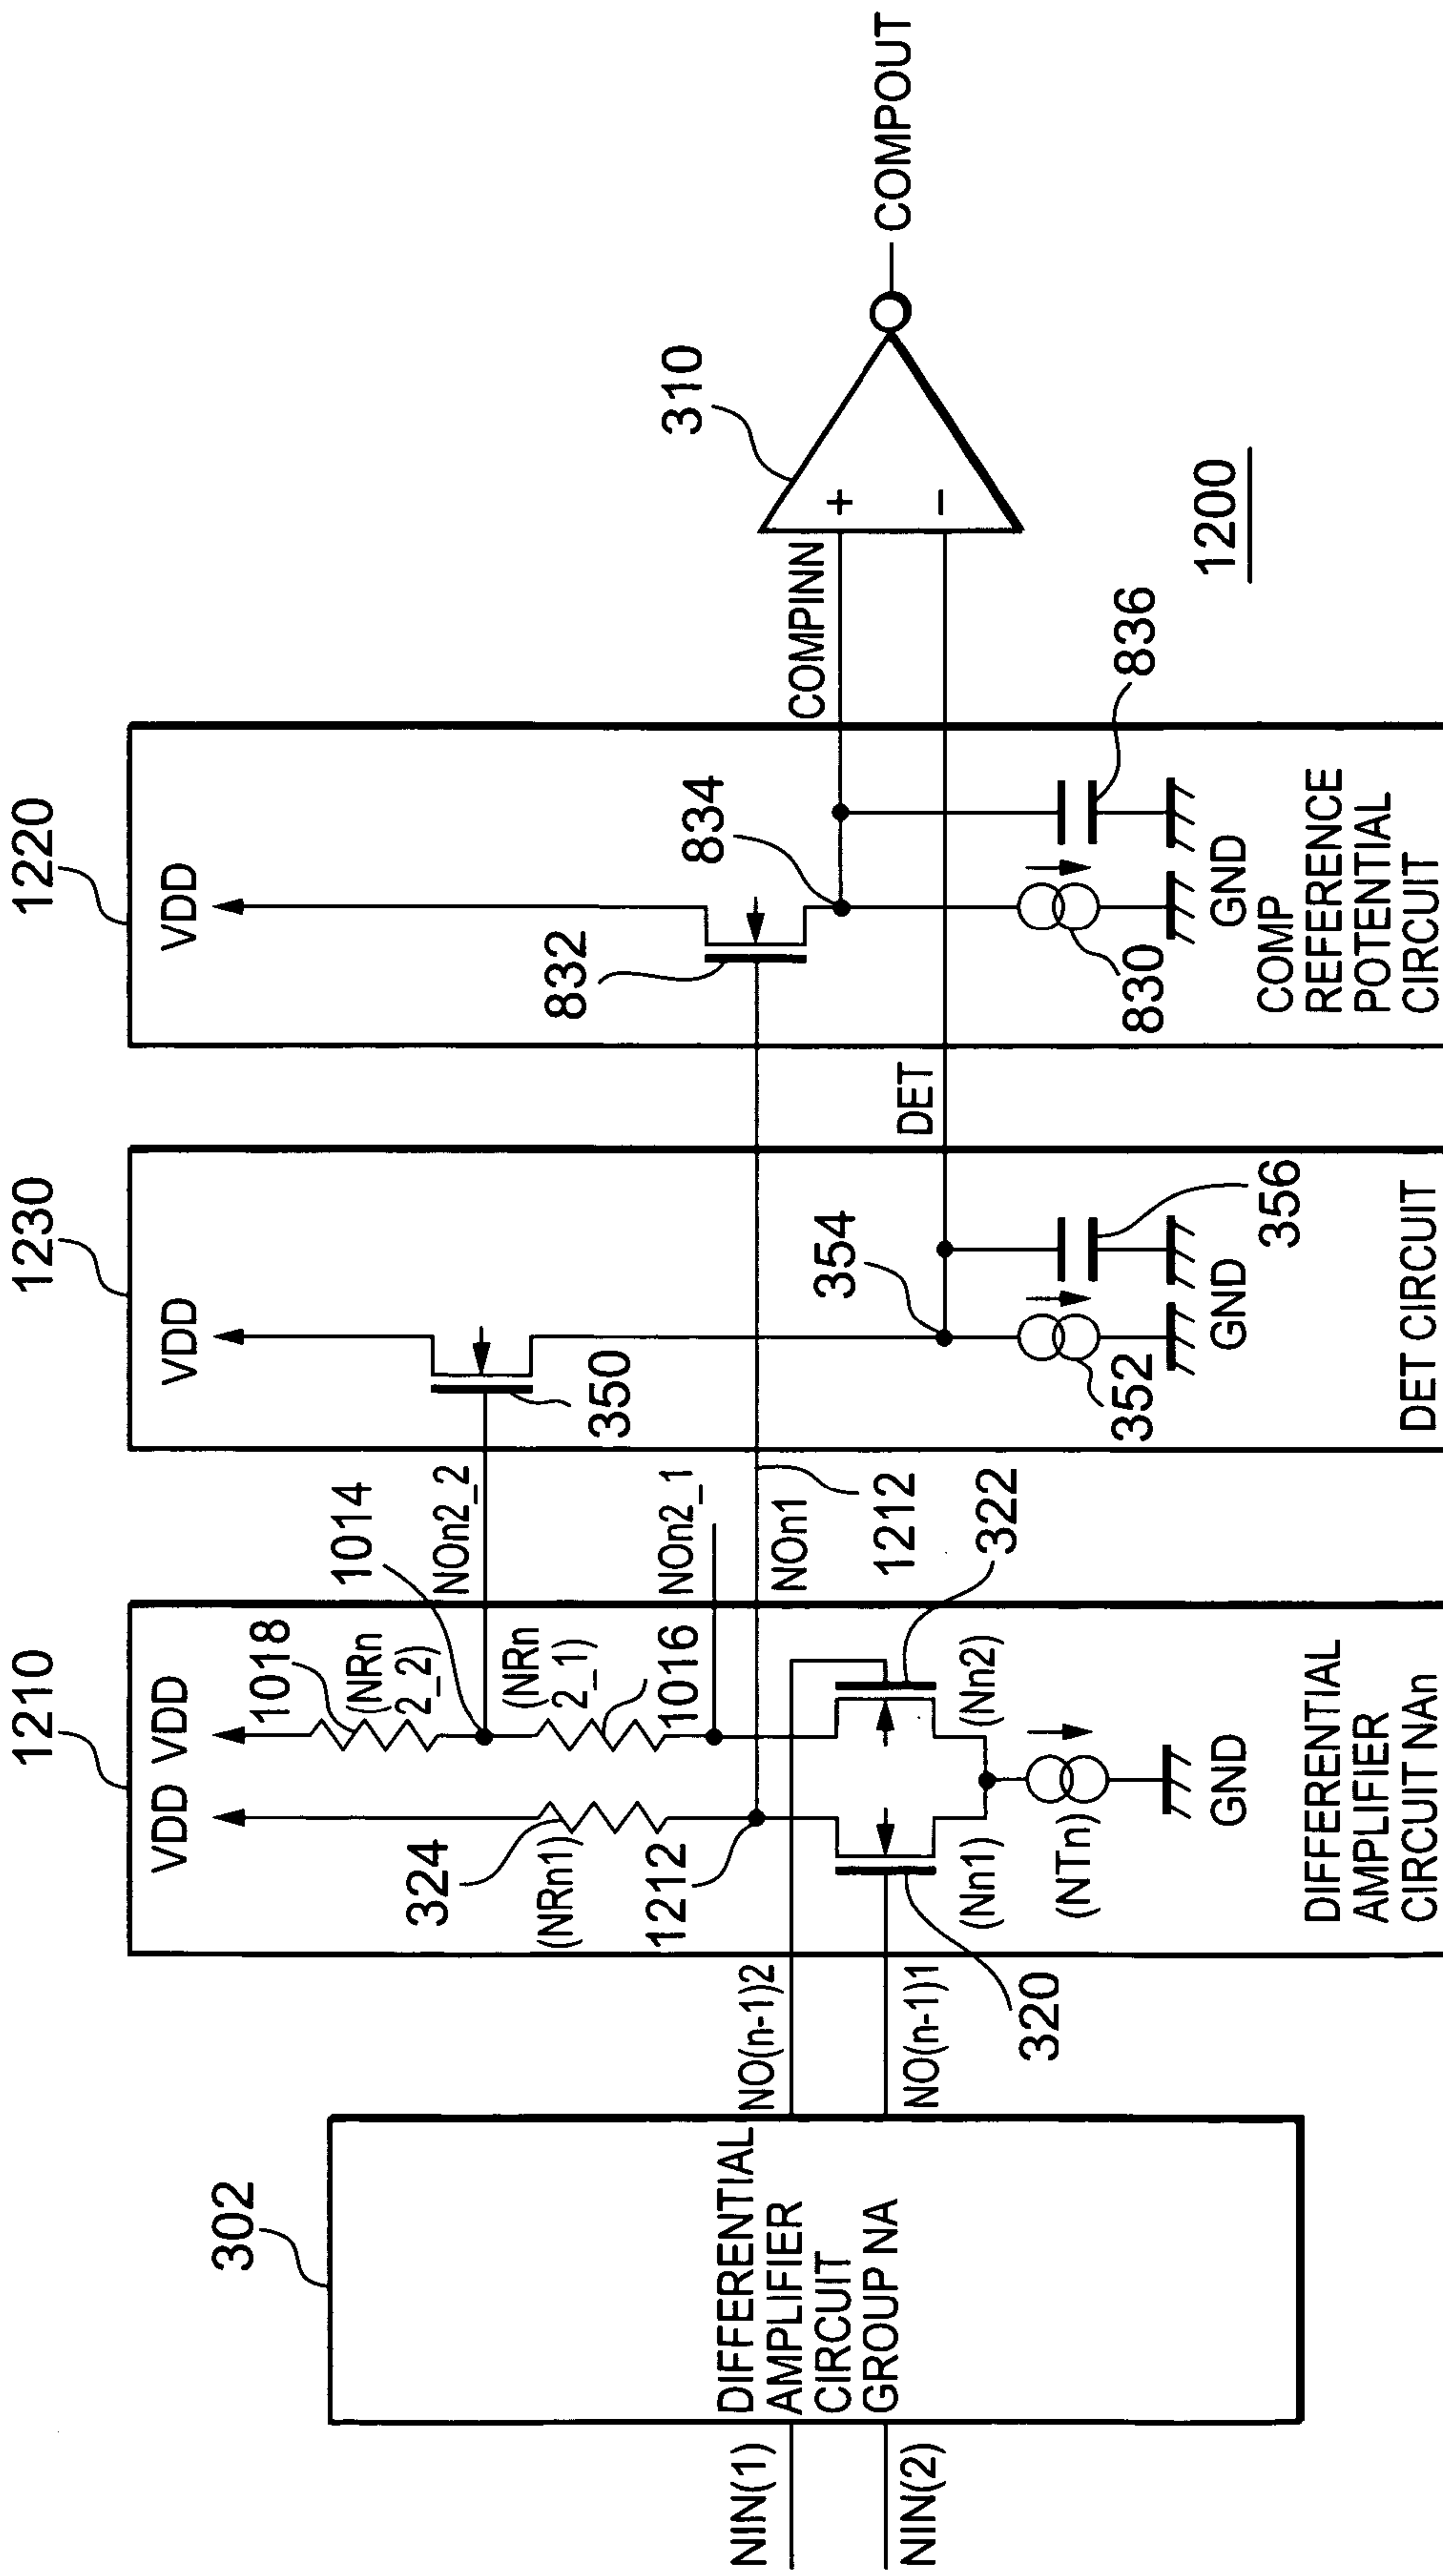 1210
1230
1220
VDD VDD
VDD
VDD
1018
(NRn
2_2)
1014
NOn2_2
350
(NRn
2_1)
1016
324
(NRn1)
1212
NOn2_1
NOn1
1212
832
834
COMPINN
310
+
-
COMPOUT
302
DIFFERENTIAL
AMPLIFIER
CIRCUIT
GROUP NA
NIN(1)
NIN(2)
NO(n-1)2
NO(n-1)1
320
322
(Nn1)
(Nn2)
(NTn)
GND
DIFFERENTIAL
AMPLIFIER
CIRCUIT NAn
354
DET
352
356
GND
DET CIRCUIT
830
836
GND
COMP
REFERENCE
POTENTIAL
CIRCUIT
1200